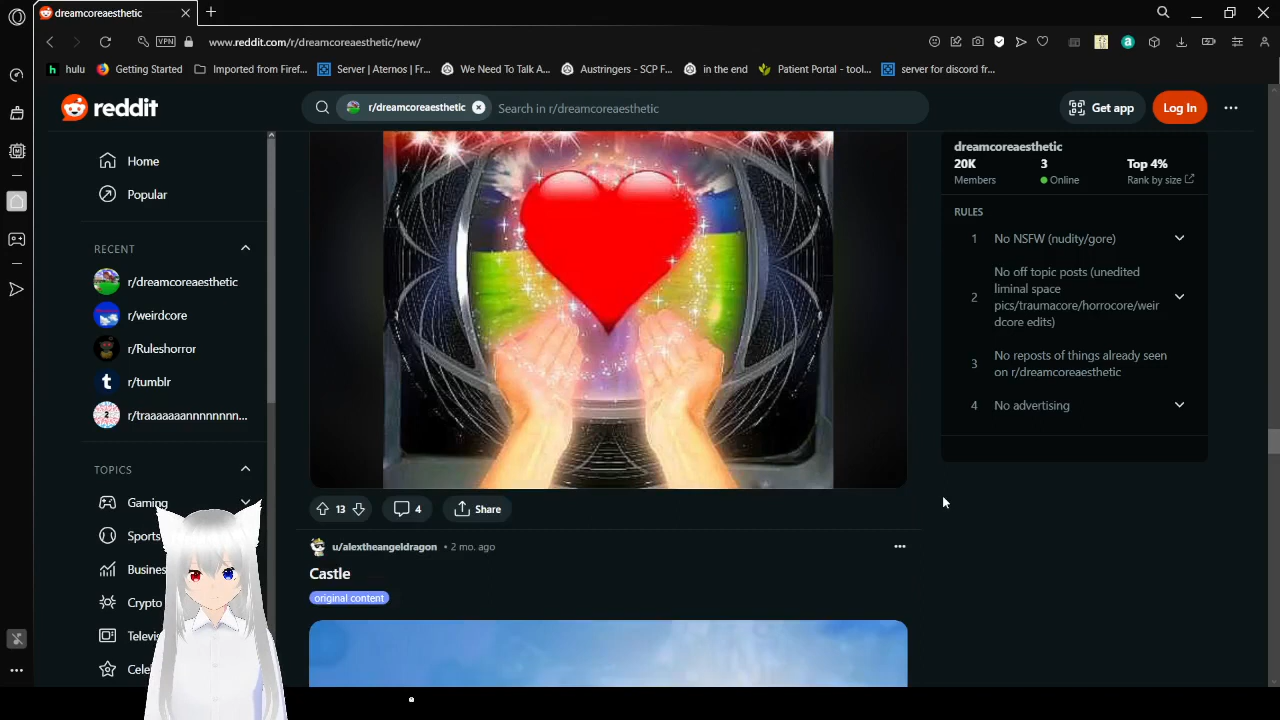 dreamcoreaesthetic
VPN
www.reddit.com/r/dreamcoreaesthetic/new/
hulu
Getting Started
Imported from Firef...
Server | Aternos | Fr...
We Need To Talk A...
Austringers - SCP F...
in the end
Patient Portal - tool...
server for discord fr...
reddit
r/dreamcoreaesthetic
Search in r/dreamcoreaesthetic
Get app
Log In
Home
Popular
RECENT
r/dreamcoreaesthetic
r/weirdcore
r/Ruleshorror
r/tumblr
r/traaaaaaannnnnnnn...
TOPICS
Gaming
Sports
Busines
Crypto
Televis
Celeb
13
4
Share
u/alextheangeldragon • 2 mo. ago
Castle
original content
dreamcoreaesthetic
20K 3 Top 4%
Members Online Rank by size
RULES
1 No NSFW (nudity/gore)
2 No off topic posts (unedited
liminal space
pics/traumacore/horrocore/weir
dcore edits)
3 No reposts of things already seen
on r/dreamcoreaesthetic
4 No advertising